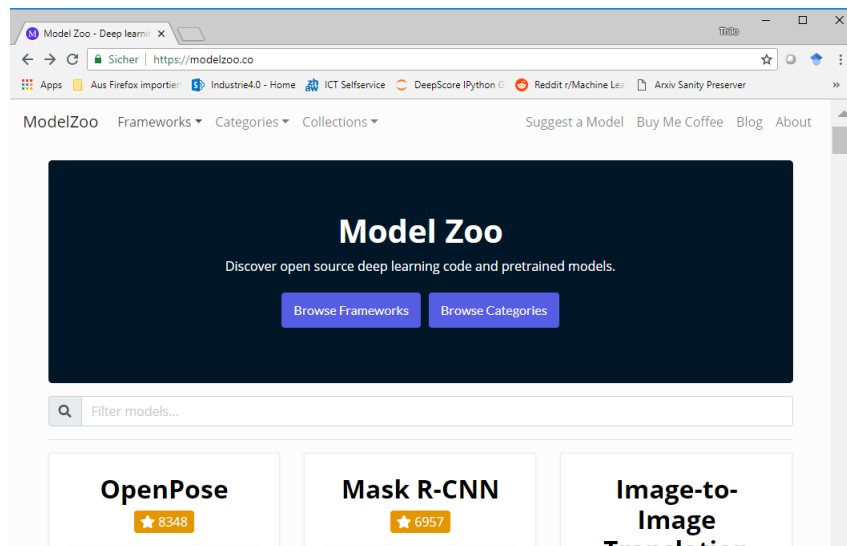 Model Zoo - Deep learnin
Thilo
Sicher | https://modelzoo.co
Apps Aus Firefox importier Industrie4.0 - Home ICT Selfservice DeepScore IPython G Reddit r/Machine Lea Arxiv Sanity Preserver »
ModelZoo Frameworks Categories Collections Suggest a Model Buy Me Coffee Blog About
Model Zoo
Discover open source deep learning code and pretrained models.
Browse Frameworks Browse Categories
Filter models...
OpenPose Mask R-CNN Image-to-
8348 6957 Image
Translation